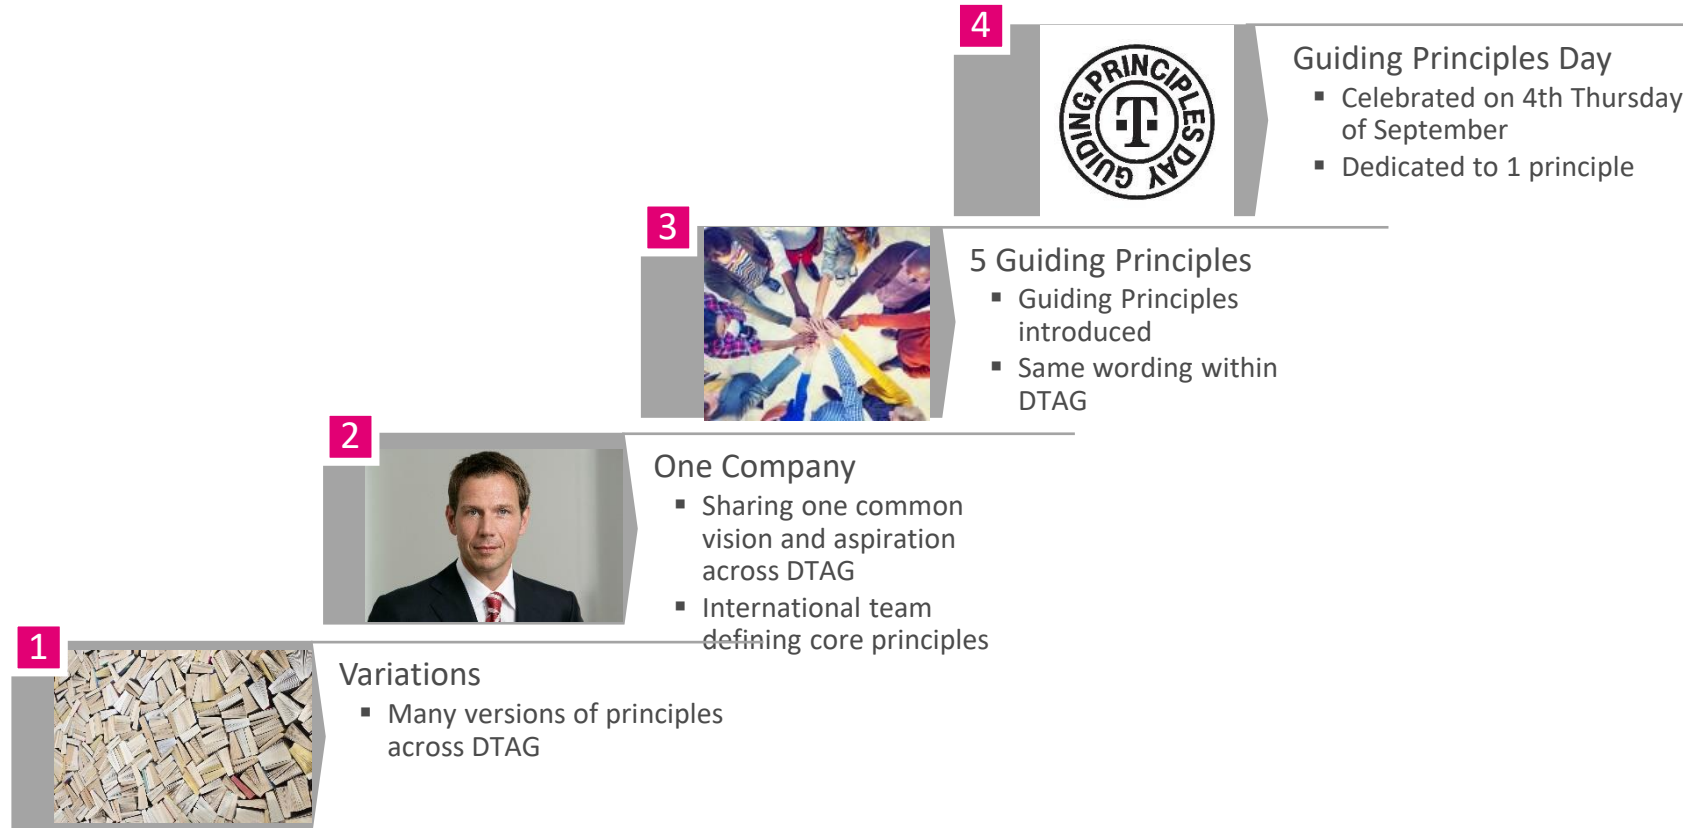 4
GUIDING PRINCIPLES DAY
T
Guiding Principles Day
▪ Celebrated on 4th Thursday
of September
▪ Dedicated to 1 principle
3
5 Guiding Principles
▪ Guiding Principles
introduced
▪ Same wording within
DTAG
2
One Company
▪ Sharing one common
vision and aspiration
across DTAG
▪ International team
defining core principles
1
Variations
▪ Many versions of principles
across DTAG